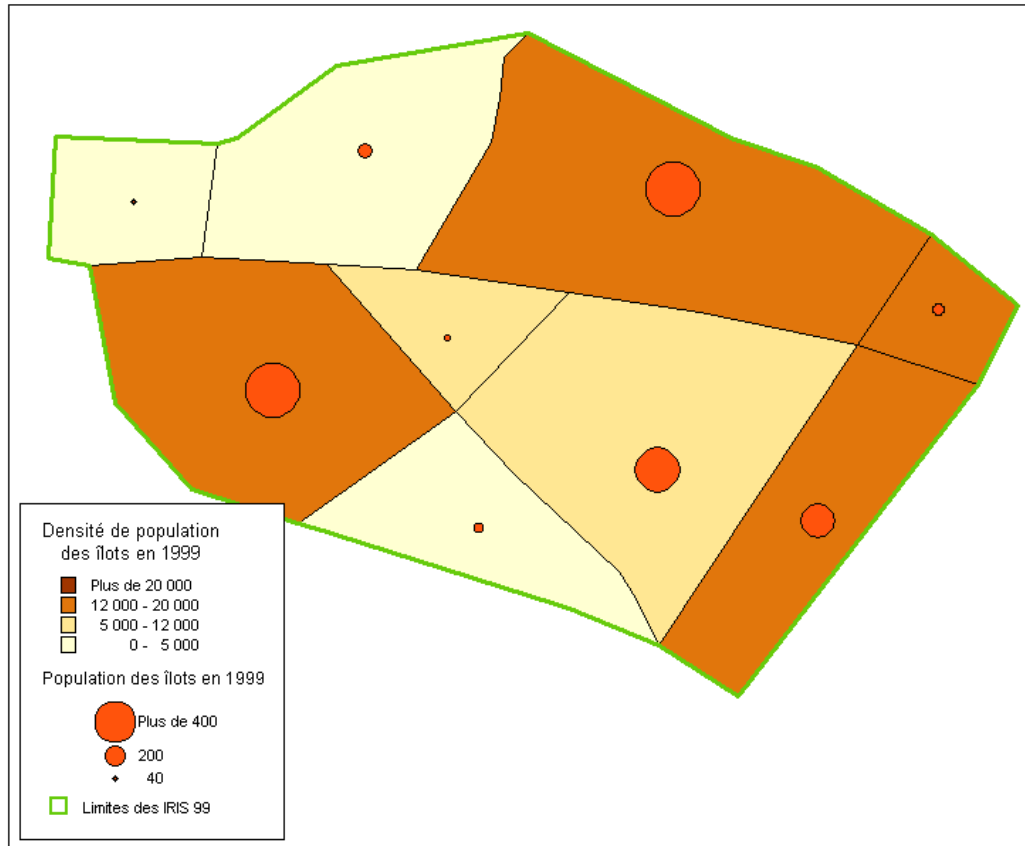 Densité de population
des îlots en 1999
Plus de 20 000
12 000 - 20 000
5 000 - 12 000
0 - 5 000
Population des îlots en 1999
Plus de 400
200
40
Limites des IRIS 99